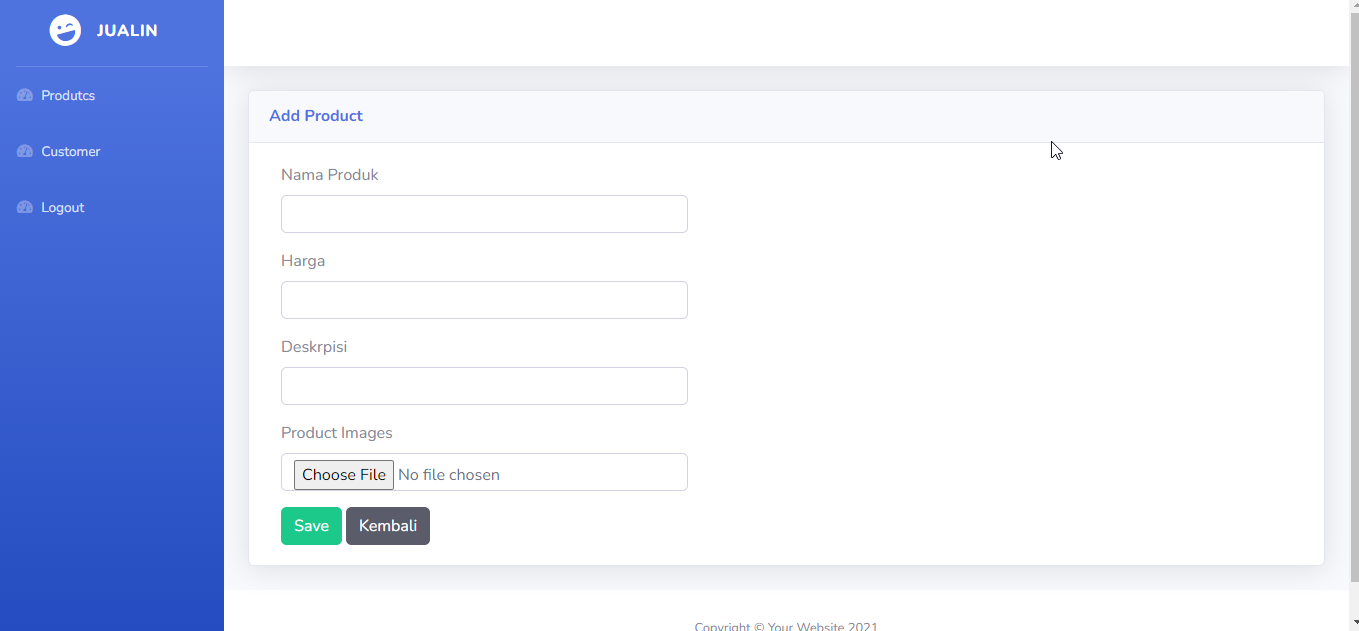 JUALIN
Produtcs
Customer
Logout
Add Product
Nama Produk
Harga
Deskrpisi
Product Images
Choose File No file chosen
Save Kembali
Copyright © Your Website 2021